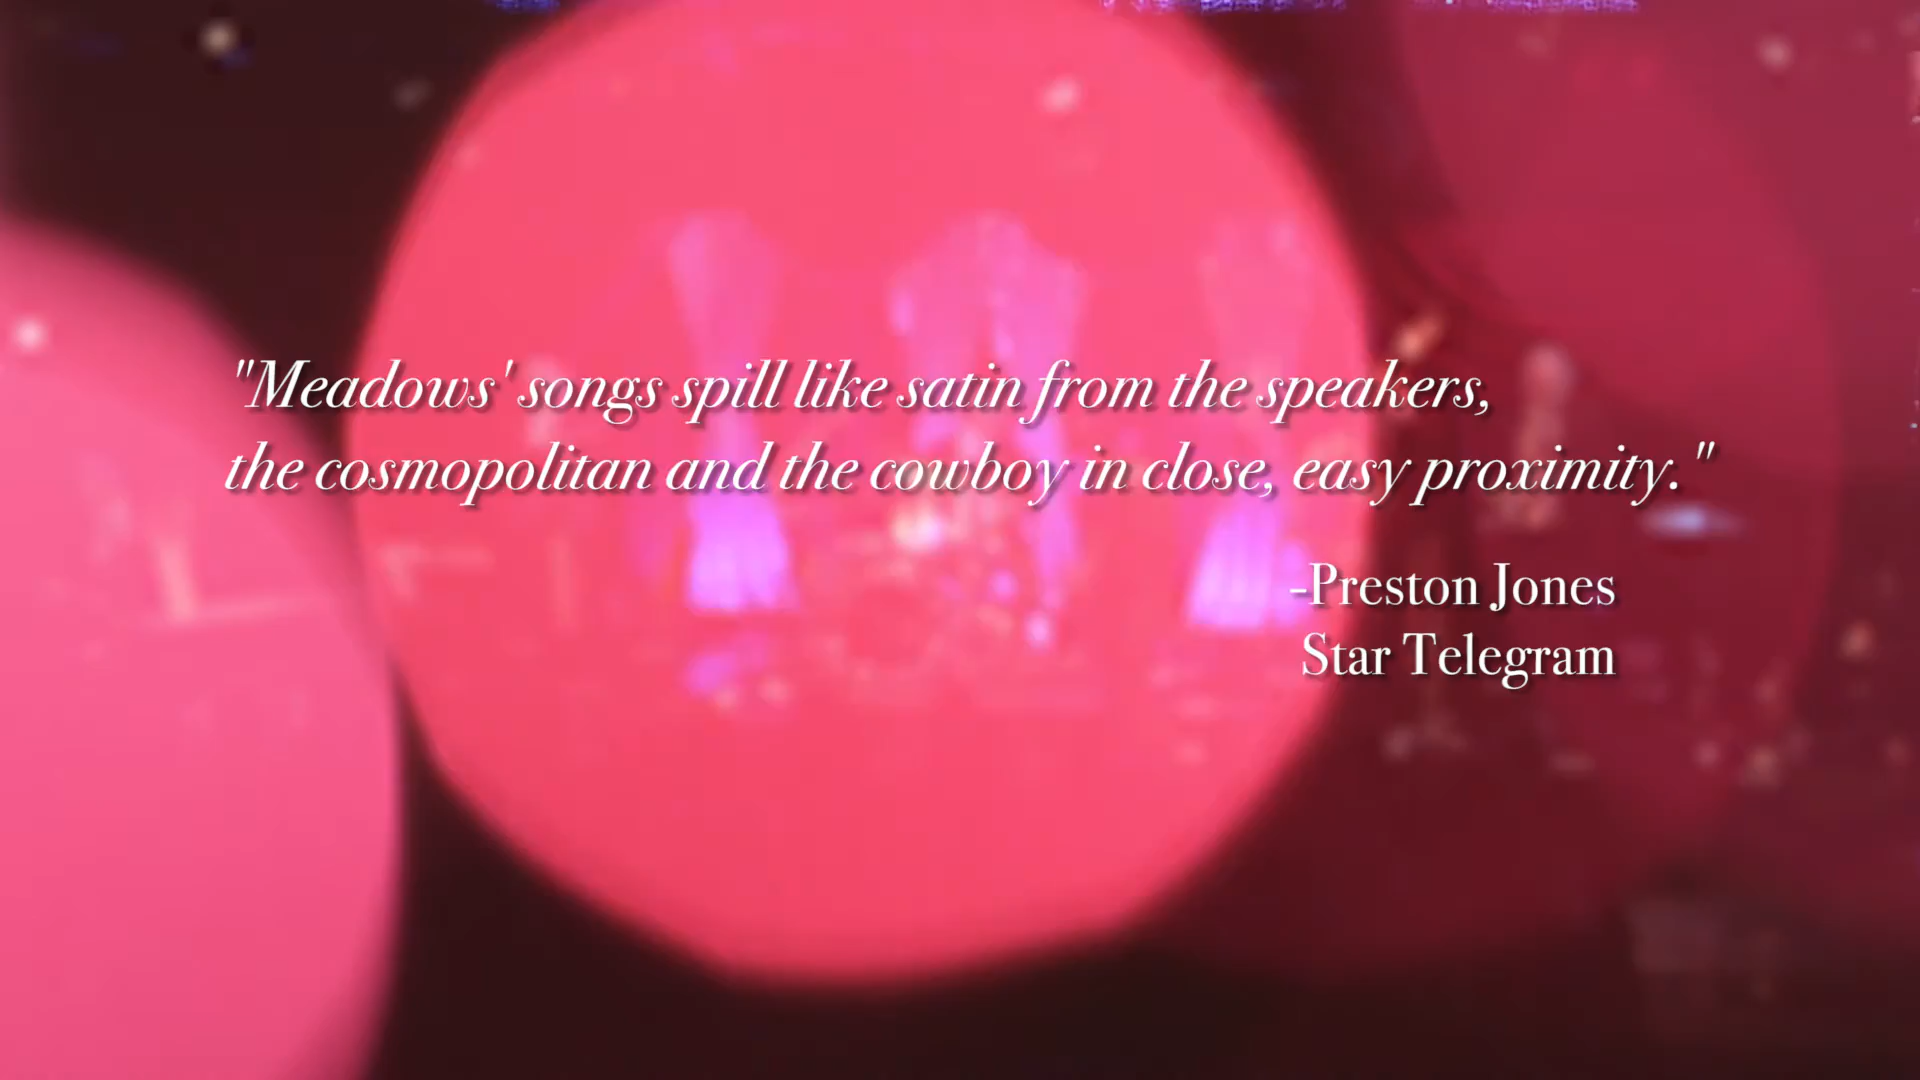 "Meadows' songs spill like satin from the speakers,
the cosmopolitan and the cowboy in close, easy proximity."
-Preston Jones
Star Telegram